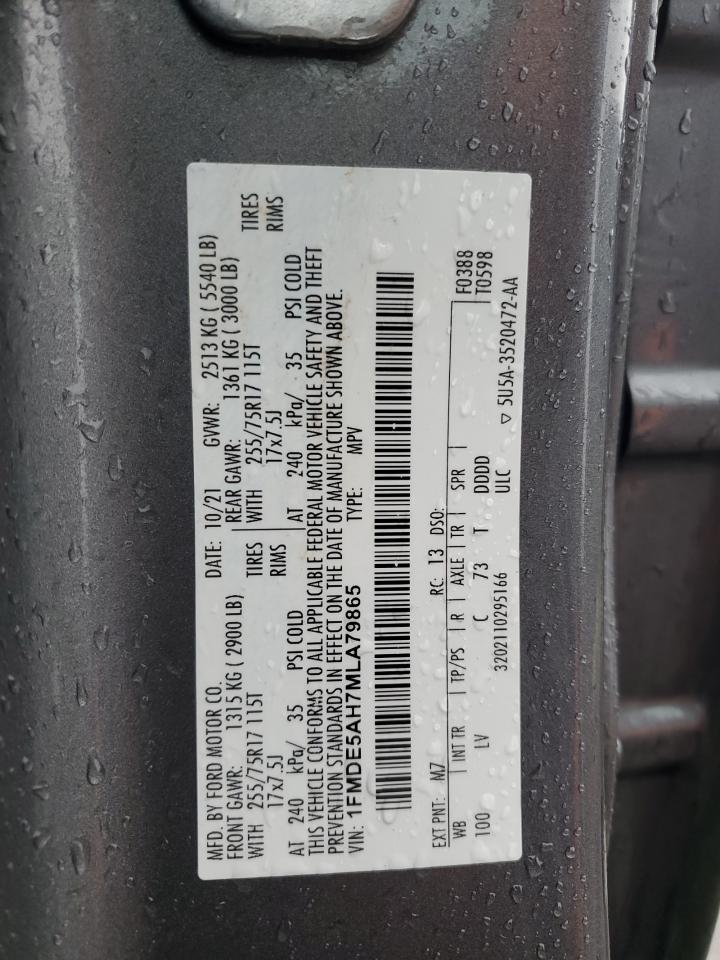 MFD. BY FORD MOTOR CO. DATE: 10/21 GVWR: 2513 KG ( 5540 LB)
FRONT GAWR: 1315 KG ( 2900 LB) REAR GAWR: 1361 KG ( 3000 LB)
WITH 255/75R17 115T TIRES WITH 255/75R17 115T TIRES
17x7.5J RIMS 17x7.5J RIMS
AT 240 kPa/ 35 PSI COLD AT 240 kPa/ 35 PSI COLD
THIS VEHICLE CONFORMS TO ALL APPLICABLE FEDERAL MOTOR VEHICLE SAFETY AND THEFT
PREVENTION STANDARDS IN EFFECT ON THE DATE OF MANUFACTURE SHOWN ABOVE.
VIN: 1FMDE5AH7MLA79865 TYPE: MPV
EXT PNT: M7 RC: 13 DSO: F0388
WB INT TR TP/PS R AXLE TR SPR T0598
100 LV C 73 T DDDD
3202110295166 ULC ▽ 5U5A-3520472-AA